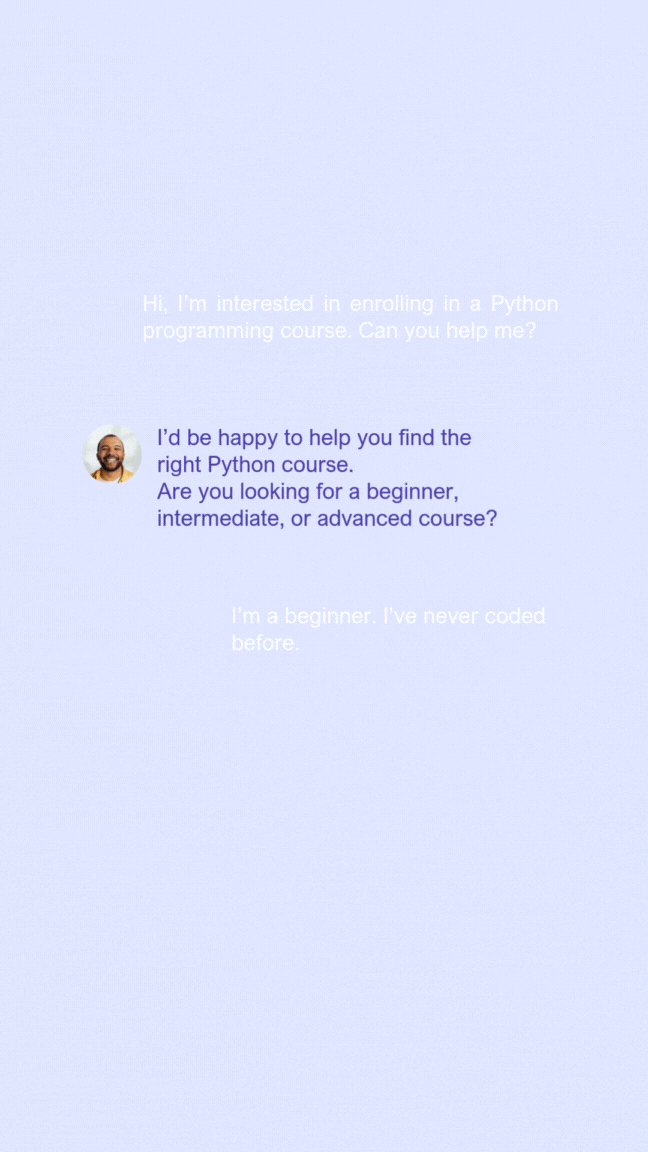 Hi, I’m interested in enrolling in a Python
programming course. Can you help me?
I’d be happy to help you find the
right Python course.
Are you looking for a beginner,
intermediate, or advanced course?
I’m a beginner. I’ve never coded
before.